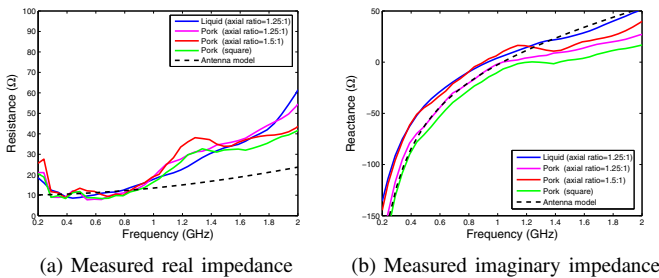 100
90
80
70
60
50
40
30
20
10
0
Resistance (Ω)
Liquid (axial ratio=1.25:1)
Pork (axial ratio=1.25:1)
Pork (axial ratio=1.5:1)
Pork (square)
Antenna model
0.2 0.4 0.6 0.8 1 1.2 1.4 1.6 1.8 2
Frequency (GHz)
(a) Measured real impedance
50
0
−50
−100
−150
Reactance (Ω)
Liquid (axial ratio=1.25:1)
Pork (axial ratio=1.25:1)
Pork (axial ratio=1.5:1)
Pork (square)
Antenna model
0.2 0.4 0.6 0.8 1 1.2 1.4 1.6 1.8 2
Frequency (GHz)
(b) Measured imaginary impedance